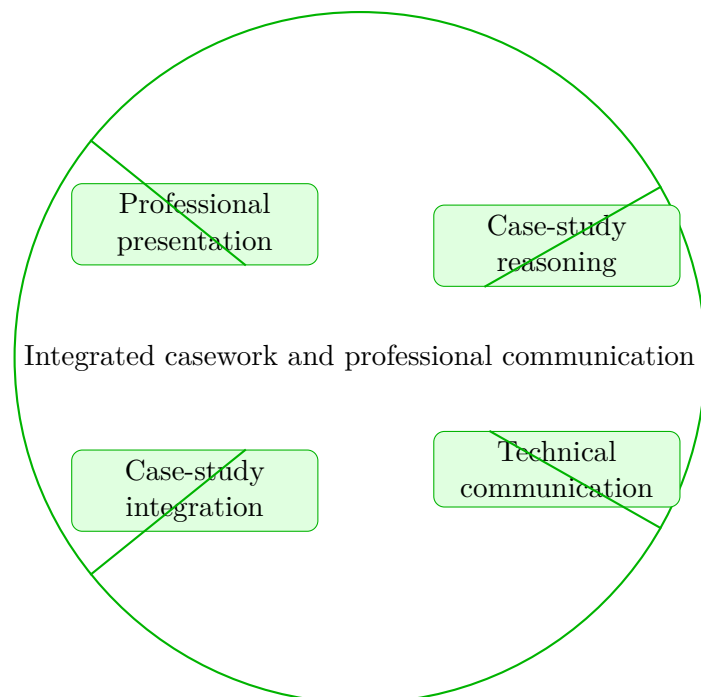 Professional
presentation
Case-study
reasoning
Integrated casework and professional communication
Case-study
integration
Technical
communication